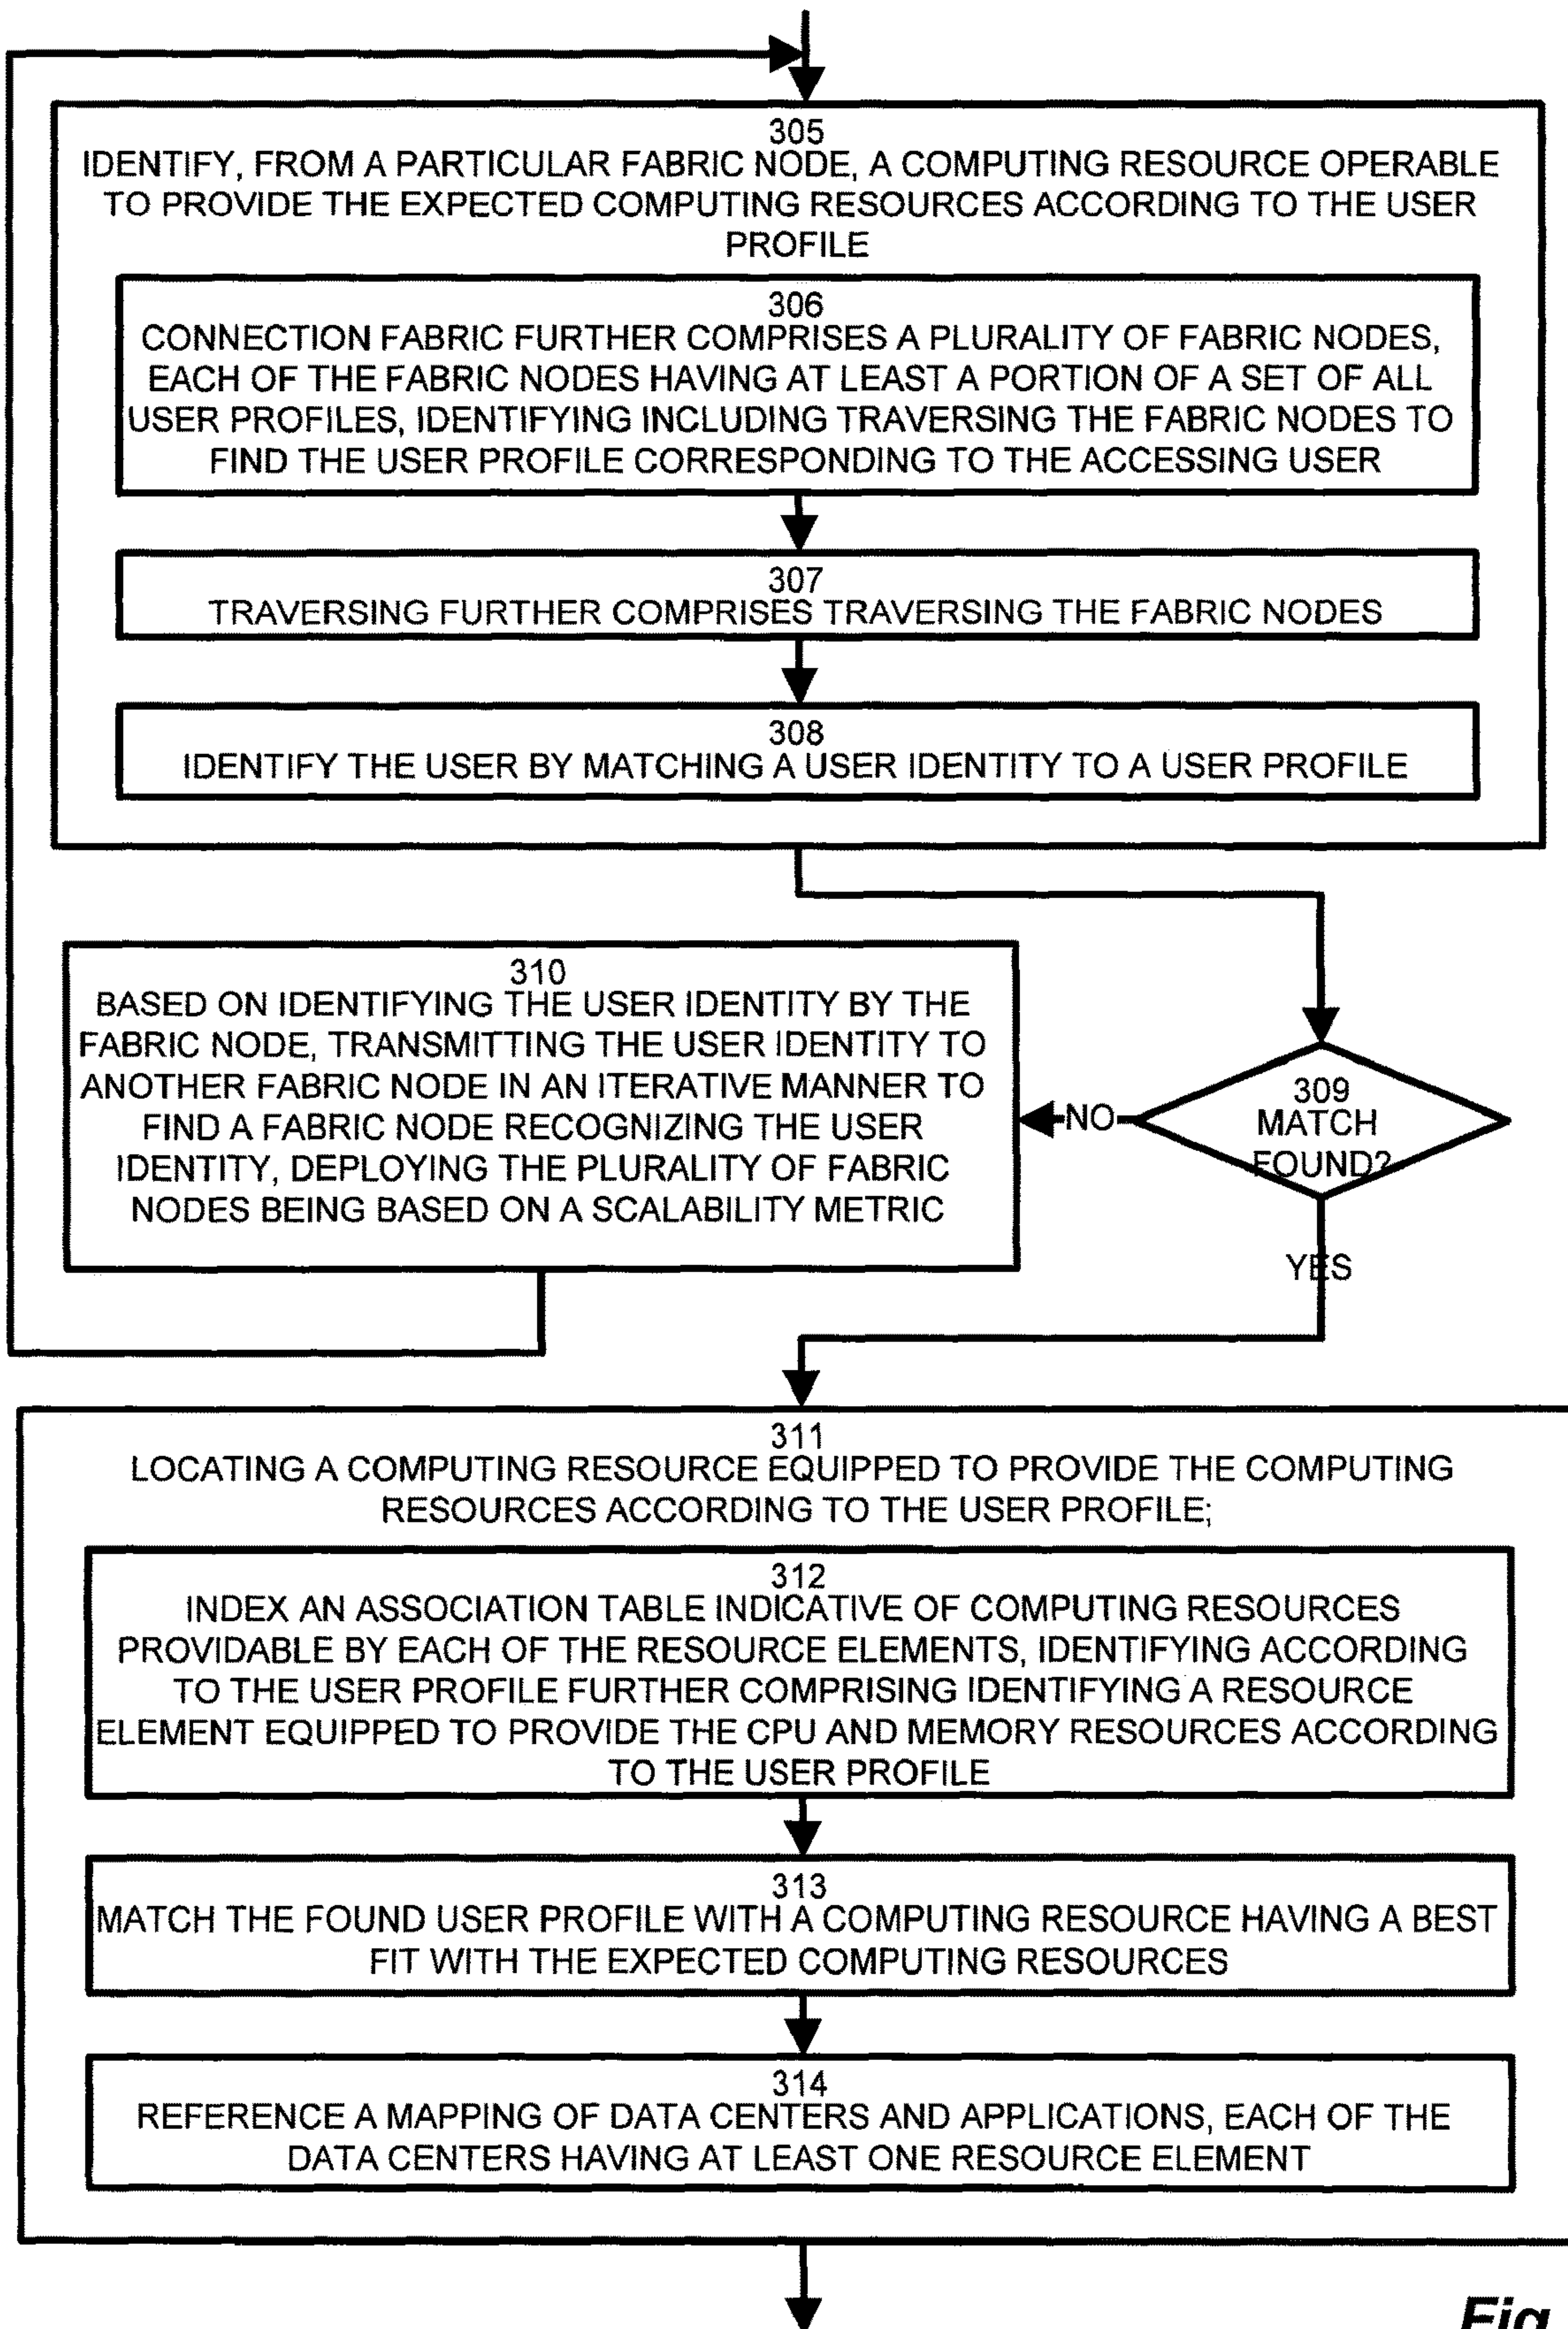 305
IDENTIFY, FROM A PARTICULAR FABRIC NODE, A COMPUTING RESOURCE OPERABLE
TO PROVIDE THE EXPECTED COMPUTING RESOURCES ACCORDING TO THE USER
PROFILE
306
CONNECTION FABRIC FURTHER COMPRISES A PLURALITY OF FABRIC NODES,
EACH OF THE FABRIC NODES HAVING AT LEAST A PORTION OF A SET OF ALL
USER PROFILES, IDENTIFYING INCLUDING TRAVERSING THE FABRIC NODES TO
FIND THE USER PROFILE CORRESPONDING TO THE ACCESSING USER
307
TRAVERSING FURTHER COMPRISES TRAVERSING THE FABRIC NODES
308
IDENTIFY THE USER BY MATCHING A USER IDENTITY TO A USER PROFILE
309
MATCH
FOUND?
NO
310
BASED ON IDENTIFYING THE USER IDENTITY BY THE
FABRIC NODE, TRANSMITTING THE USER IDENTITY TO
ANOTHER FABRIC NODE IN AN ITERATIVE MANNER TO
FIND A FABRIC NODE RECOGNIZING THE USER
IDENTITY, DEPLOYING THE PLURALITY OF FABRIC
NODES BEING BASED ON A SCALABILITY METRIC
YES
311
LOCATING A COMPUTING RESOURCE EQUIPPED TO PROVIDE THE COMPUTING
RESOURCES ACCORDING TO THE USER PROFILE;
312
INDEX AN ASSOCIATION TABLE INDICATIVE OF COMPUTING RESOURCES
PROVIDABLE BY EACH OF THE RESOURCE ELEMENTS, IDENTIFYING ACCORDING
TO THE USER PROFILE FURTHER COMPRISING IDENTIFYING A RESOURCE
ELEMENT EQUIPPED TO PROVIDE THE CPU AND MEMORY RESOURCES ACCORDING
TO THE USER PROFILE
313
MATCH THE FOUND USER PROFILE WITH A COMPUTING RESOURCE HAVING A BEST
FIT WITH THE EXPECTED COMPUTING RESOURCES
314
REFERENCE A MAPPING OF DATA CENTERS AND APPLICATIONS, EACH OF THE
DATA CENTERS HAVING AT LEAST ONE RESOURCE ELEMENT
Fig